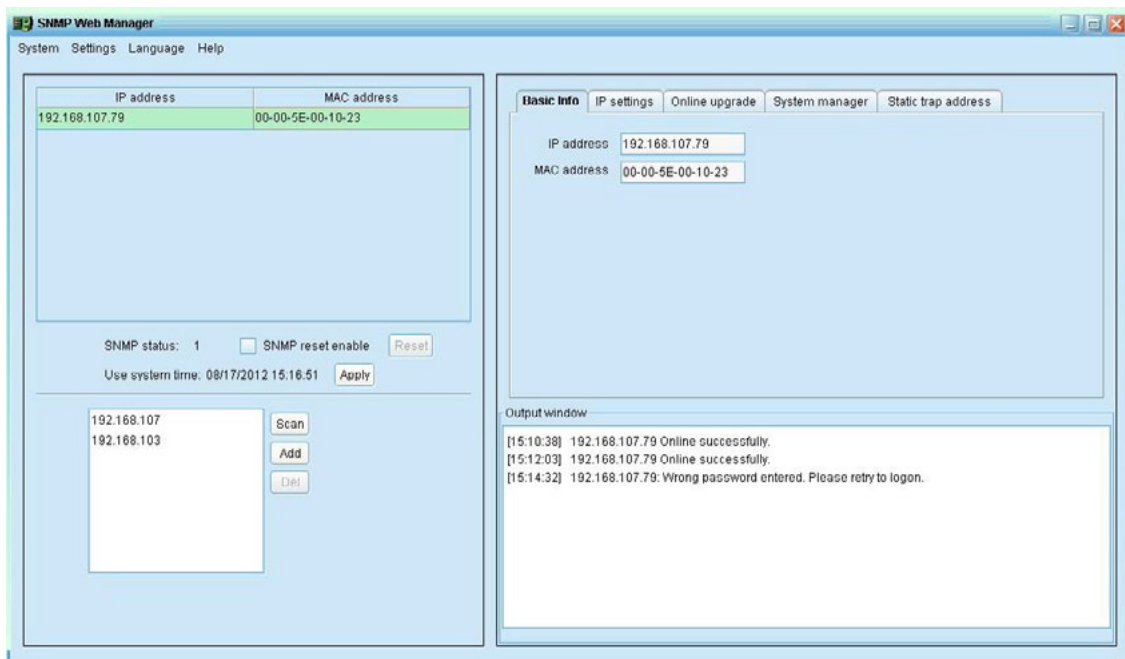 SNMP Web Manager
System Settings Language Help
IP address MAC address
192.168.107.79 00-00-5E-00-10-23
SNMP status: 1 SNMP reset enable Reset
Use system time: 08/17/2012 15:16:51 Apply
192.168.107
192.168.103
Scan
Add
Del
Basic Info IP settings Online upgrade System manager Static trap address
IP address 192.168.107.79
MAC address 00-00-5E-00-10-23
Output window
[15:10:38] 192.168.107.79 Online successfully.
[15:12:03] 192.168.107.79 Online successfully.
[15:14:32] 192.168.107.79: Wrong password entered. Please retry to logon.